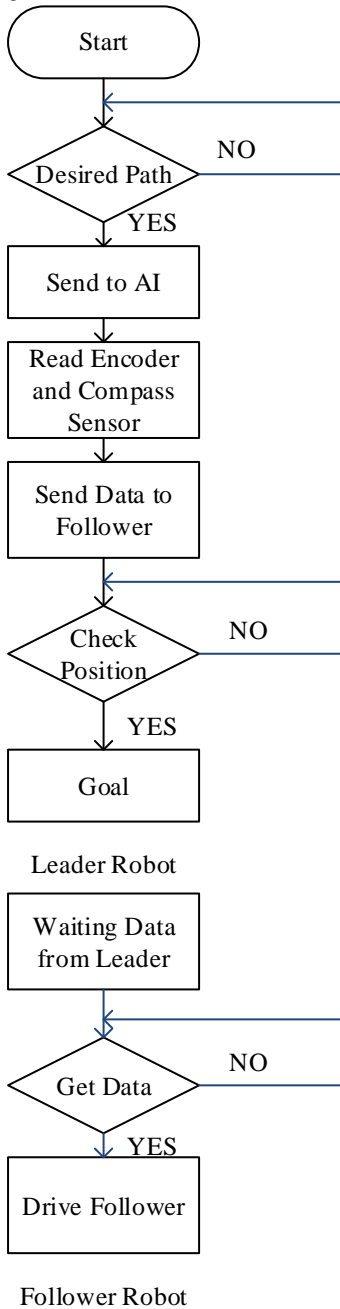 Start
Desired Path
NO
YES
Send to AI
Read Encoder
and Compass
Sensor
Send Data to
Follower
Check
Position
NO
YES
Goal
Leader Robot
Waiting Data
from Leader
Get Data
NO
YES
Drive Follower
Follower Robot